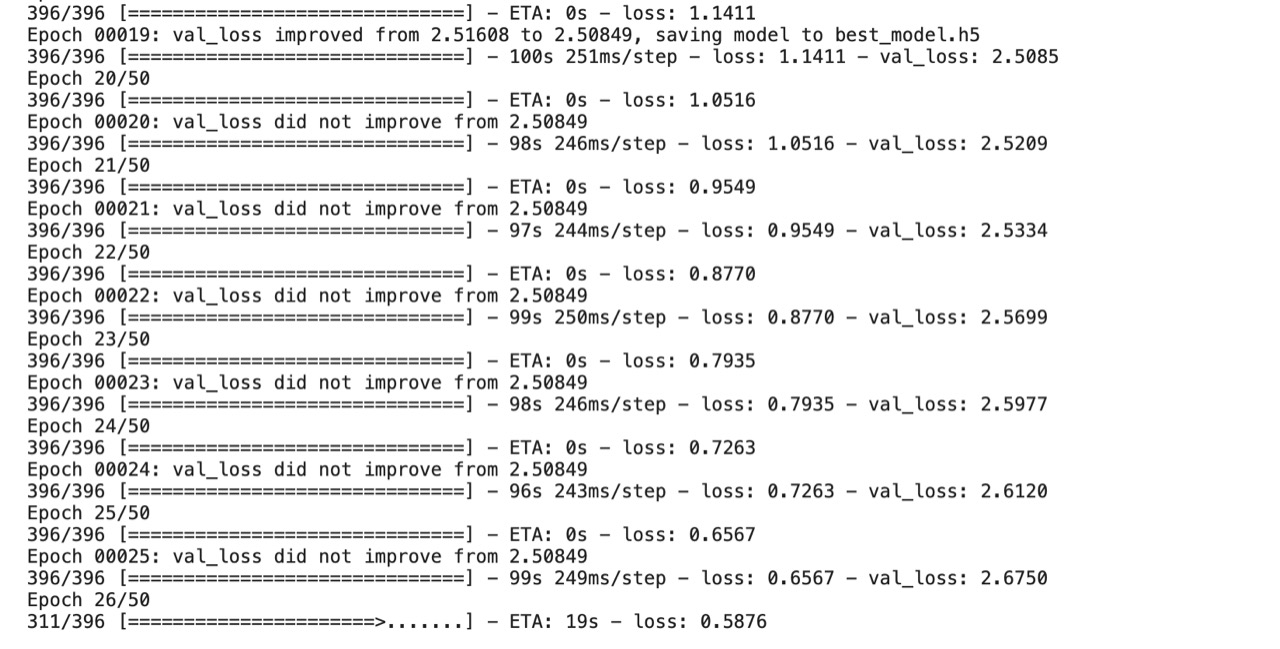 396/396 [==============================] - ETA: 0s - loss: 1.1411
Epoch 00019: val_loss improved from 2.51608 to 2.50849, saving model to best_model.h5
396/396 [==============================] - 100s 251ms/step - loss: 1.1411 - val_loss: 2.5085
Epoch 20/50
396/396 [==============================] - ETA: 0s - loss: 1.0516
Epoch 00020: val_loss did not improve from 2.50849
396/396 [==============================] - 98s 246ms/step - loss: 1.0516 - val_loss: 2.5209
Epoch 21/50
396/396 [==============================] - ETA: 0s - loss: 0.9549
Epoch 00021: val_loss did not improve from 2.50849
396/396 [==============================] - 97s 244ms/step - loss: 0.9549 - val_loss: 2.5334
Epoch 22/50
396/396 [==============================] - ETA: 0s - loss: 0.8770
Epoch 00022: val_loss did not improve from 2.50849
396/396 [==============================] - 99s 250ms/step - loss: 0.8770 - val_loss: 2.5699
Epoch 23/50
396/396 [==============================] - ETA: 0s - loss: 0.7935
Epoch 00023: val_loss did not improve from 2.50849
396/396 [==============================] - 98s 246ms/step - loss: 0.7935 - val_loss: 2.5977
Epoch 24/50
396/396 [==============================] - ETA: 0s - loss: 0.7263
Epoch 00024: val_loss did not improve from 2.50849
396/396 [==============================] - 96s 243ms/step - loss: 0.7263 - val_loss: 2.6120
Epoch 25/50
396/396 [==============================] - ETA: 0s - loss: 0.6567
Epoch 00025: val_loss did not improve from 2.50849
396/396 [==============================] - 99s 249ms/step - loss: 0.6567 - val_loss: 2.6750
Epoch 26/50
311/396 [======================>.......] - ETA: 19s - loss: 0.5876